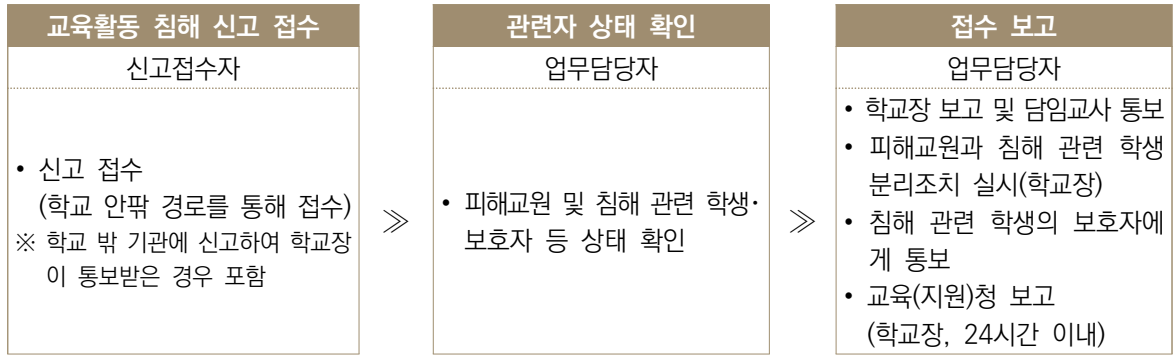 교육활동 침해 신고 접수
신고접수자
• 신고 접수
(학교 안팎 경로를 통해 접수)
※ 학교 밖 기관에 신고하여 학교장
이 통보받은 경우 포함
≫
관련자 상태 확인
업무담당자
• 피해교원 및 침해 관련 학생·
보호자 등 상태 확인
≫
접수 보고
업무담당자
• 학교장 보고 및 담임교사 통보
• 피해교원과 침해 관련 학생
분리조치 실시(학교장)
• 침해 관련 학생의 보호자에
게 통보
• 교육(지원)청 보고
(학교장, 24시간 이내)